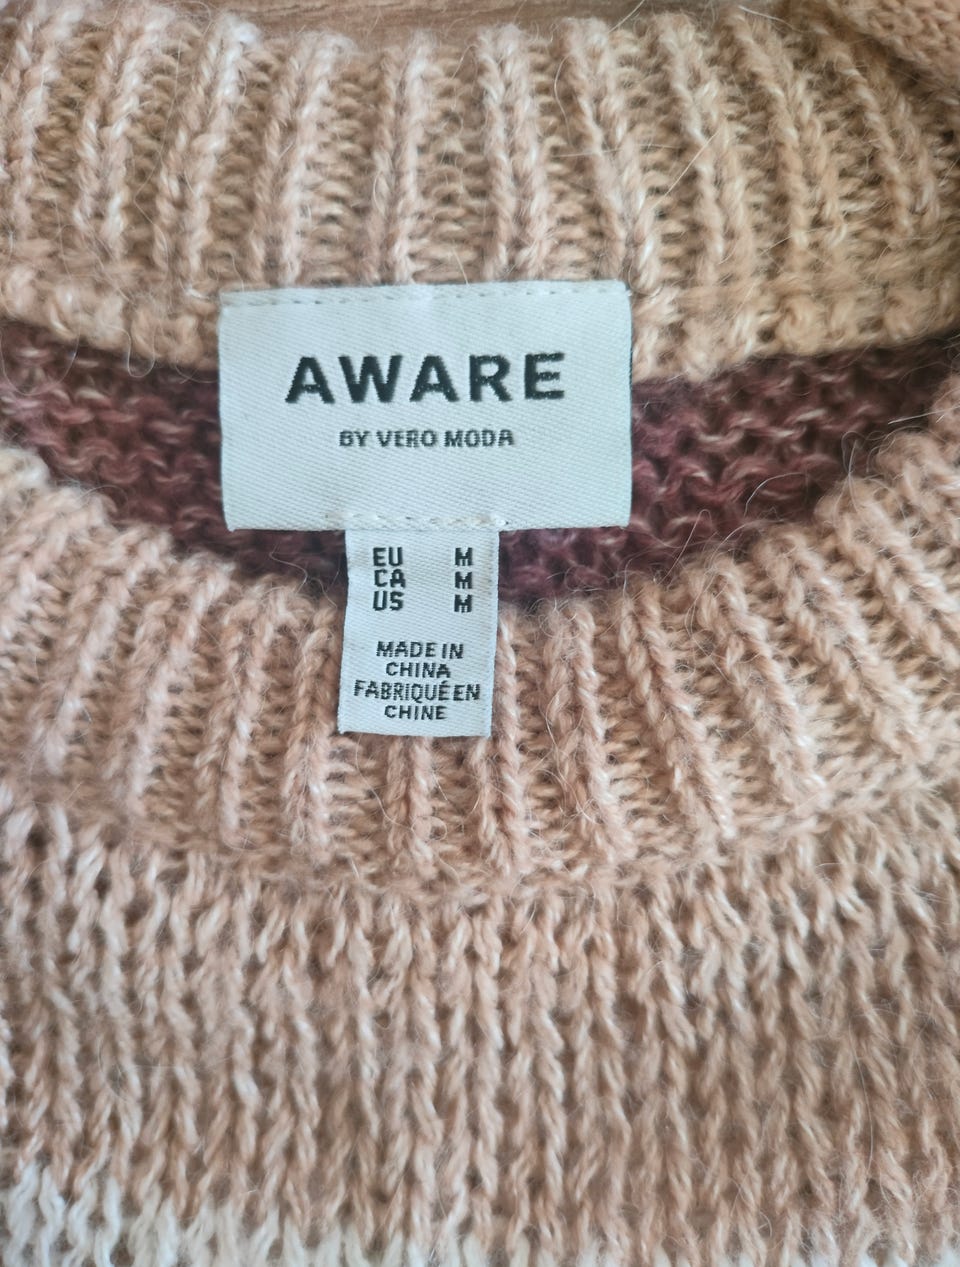 AWARE
BY VERO MODA
EU M
CA M
US M
MADE IN
CHINA
FABRIQUÉ EN
CHINE